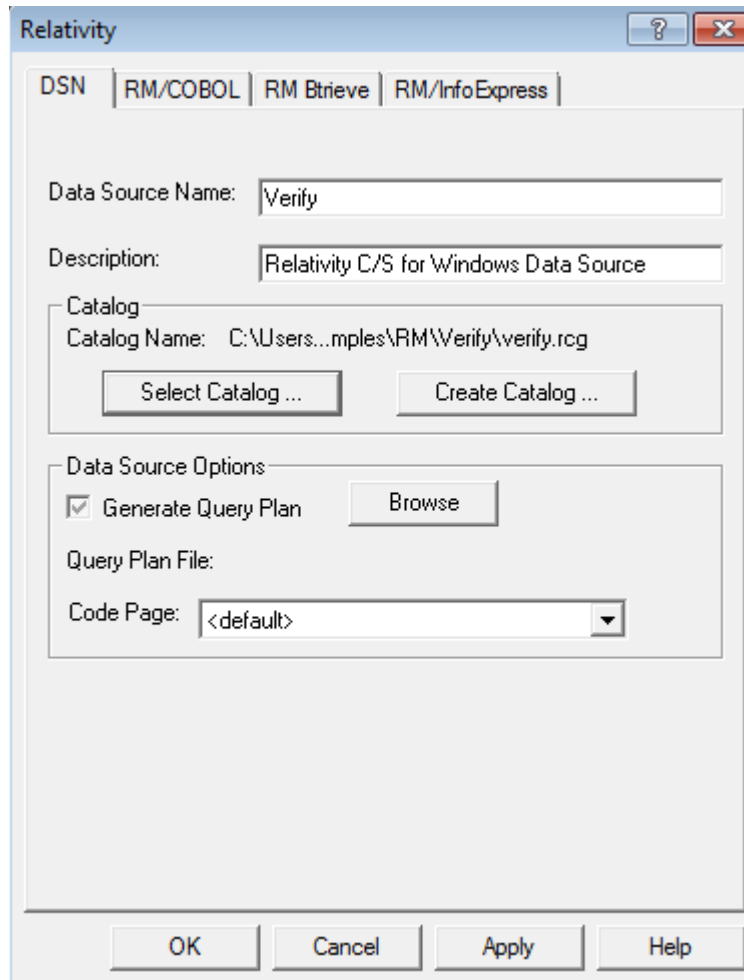 Relativity
DSN RM/COBOL RM Btrieve RM/InfoExpress
Data Source Name: Verify
Description: Relativity C/S for Windows Data Source
Catalog
Catalog Name: C:\Users...mples\RM\Verify\verify.rcg
Select Catalog ... Create Catalog ...
Data Source Options
Generate Query Plan Browse
Query Plan File:
Code Page: <default>
OK Cancel Apply Help